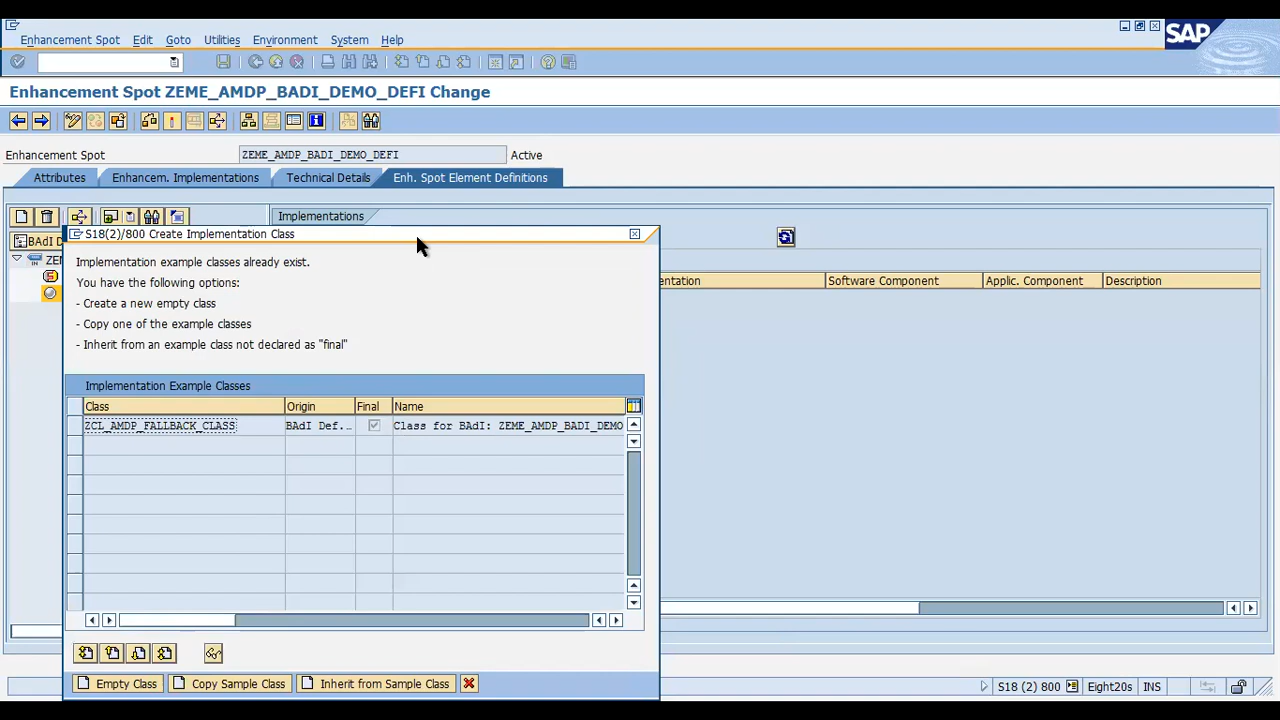 Enhancement Spot Edit Goto Utilities Environment System Help
SAP
Enhancement Spot ZEME_AMDP_BADI_DEMO_DEFI Change
Enhancement Spot ZEME_AMDP_BADI_DEMO_DEFI Active
Attributes Enhancem. Implementations Technical Details Enh. Spot Element Definitions
Implementations
BAdI D
S18(2)/800 Create Implementation Class
ZE
Implementation example classes already exist.
You have the following options:
- Create a new empty class
- Copy one of the example classes
- Inherit from an example class not declared as "final"
entation Software Component Applic. Component Description
Implementation Example Classes
Class Origin Final Name
ZCL_AMDP_FALLBACK_CLASS BAdI Def... Class for BAdI: ZEME_AMDP_BADI_DEMO
Empty Class Copy Sample Class Inherit from Sample Class
S18 (2) 800 Eight20s INS